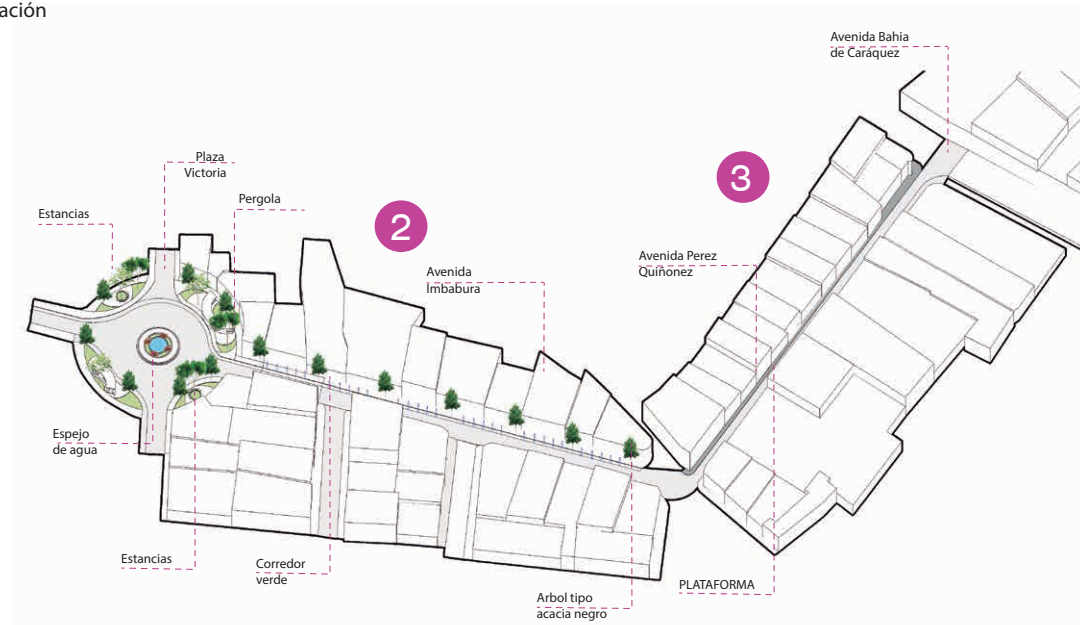 ación
Avenida Bahia
de Caráquez
Plaza
Victoria
3
Pergola
Estancias
2
Avenida
Imbabura
Avenida Perez
Quiñonez
Espejo
de agua
Estancias
Corredor
verde
PLATAFORMA
Arbol tipo
acacia negro